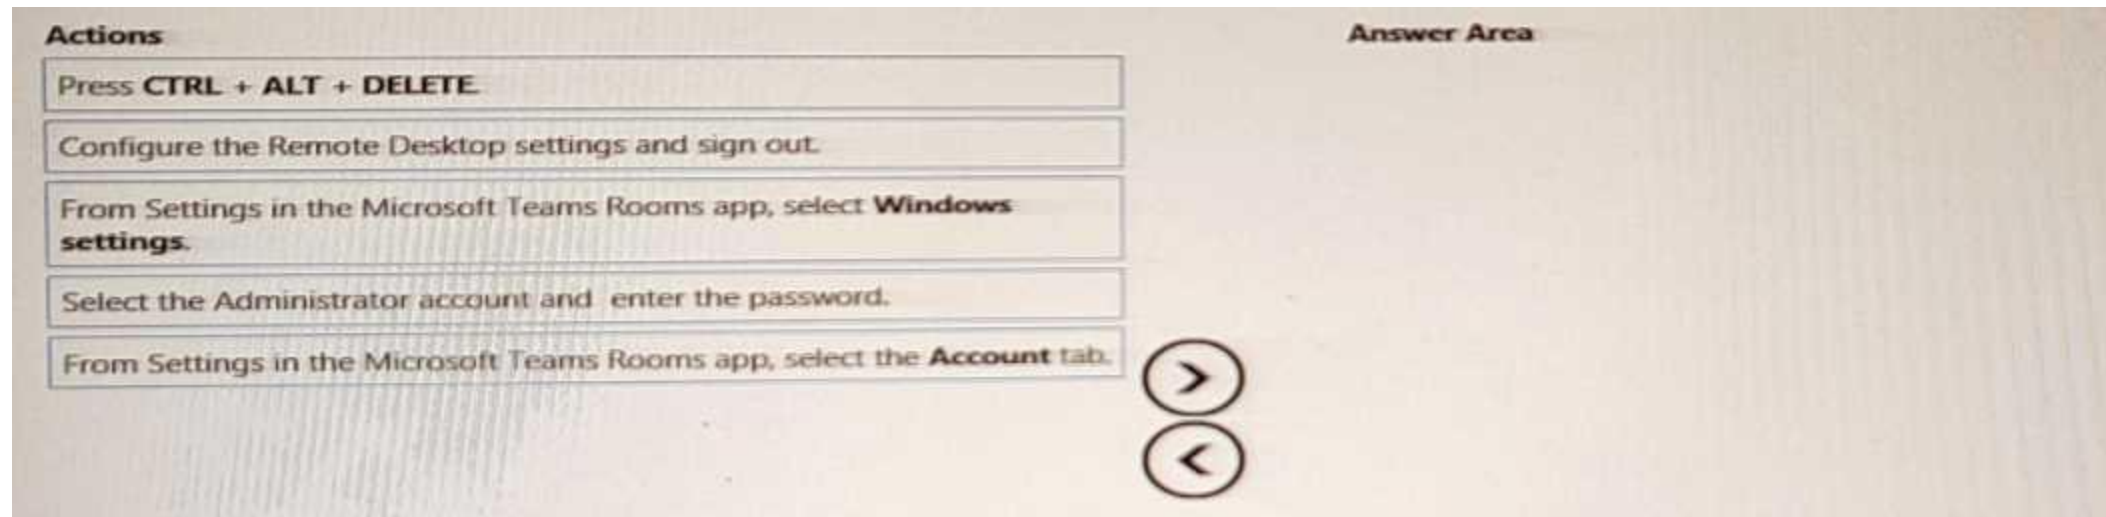 Actions
Answer Area
Press CTRL + ALT + DELETE
Configure the Remote Desktop settings and sign out.
From Settings in the Microsoft Teams Rooms app, select Windows
settings.
Select the Administrator account and enter the password.
From Settings in the Microsoft Teams Rooms app, select the Account tab.